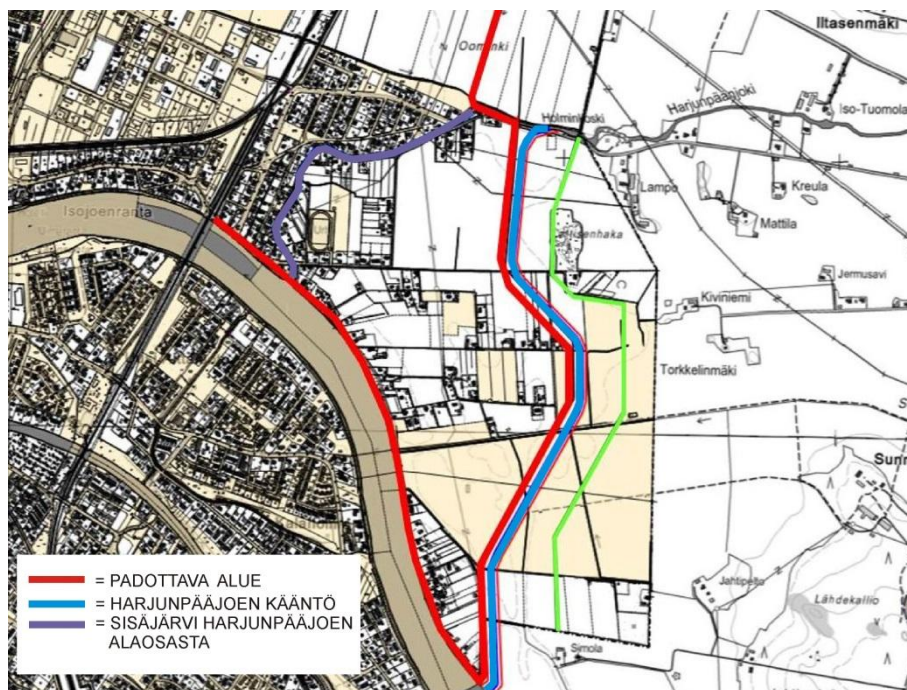 Iltasenmäki
Oominki
Harjunpäänjoki
Iso-Tuomola
Holminkoski
Lampo
Kreula
Mattila
Isojoenranta
Jermusavi
Kiviniemi
Torkkelinmäki
Jahtipelto
Lähdekallio
Simola
= PADOTTAVA ALUE
= HARJUNPÄÄJOEN KÄÄNTÖ
= SISÄJÄRVI HARJUNPÄÄJOEN
ALAOSASTA